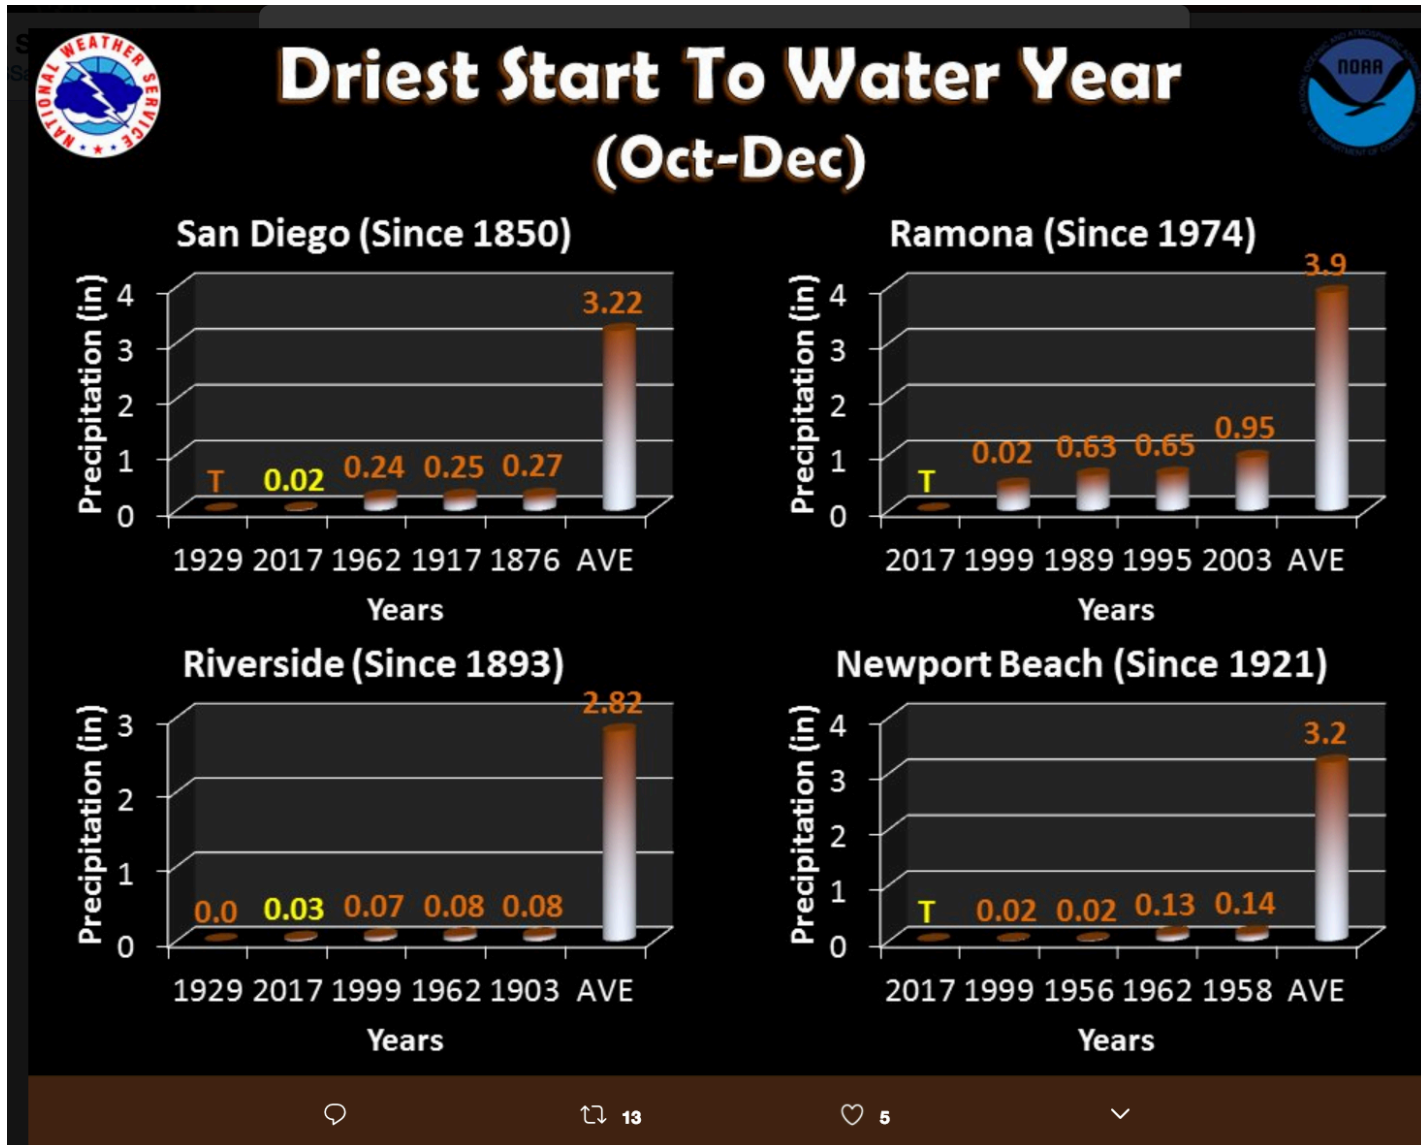 NATIONAL WEATHER SERVICE
Driest Start To Water Year
NOAA
(Oct-Dec)
San Diego (Since 1850)
Precipitation (in)
4
3
2
1
0
T
0.02
0.24
0.25
0.27
3.22
1929 2017 1962 1917 1876 AVE
Years
Ramona (Since 1974)
Precipitation (in)
4
3
2
1
0
T
0.02
0.63
0.65
0.95
3.9
2017 1999 1989 1995 2003 AVE
Years
Riverside (Since 1893)
Precipitation (in)
3
2
1
0
0.0
0.03
0.07
0.08
0.08
2.82
1929 2017 1999 1962 1903 AVE
Years
Newport Beach (Since 1921)
Precipitation (in)
4
3
2
1
0
T
0.02
0.02
0.13
0.14
3.2
2017 1999 1956 1962 1958 AVE
Years
13
5